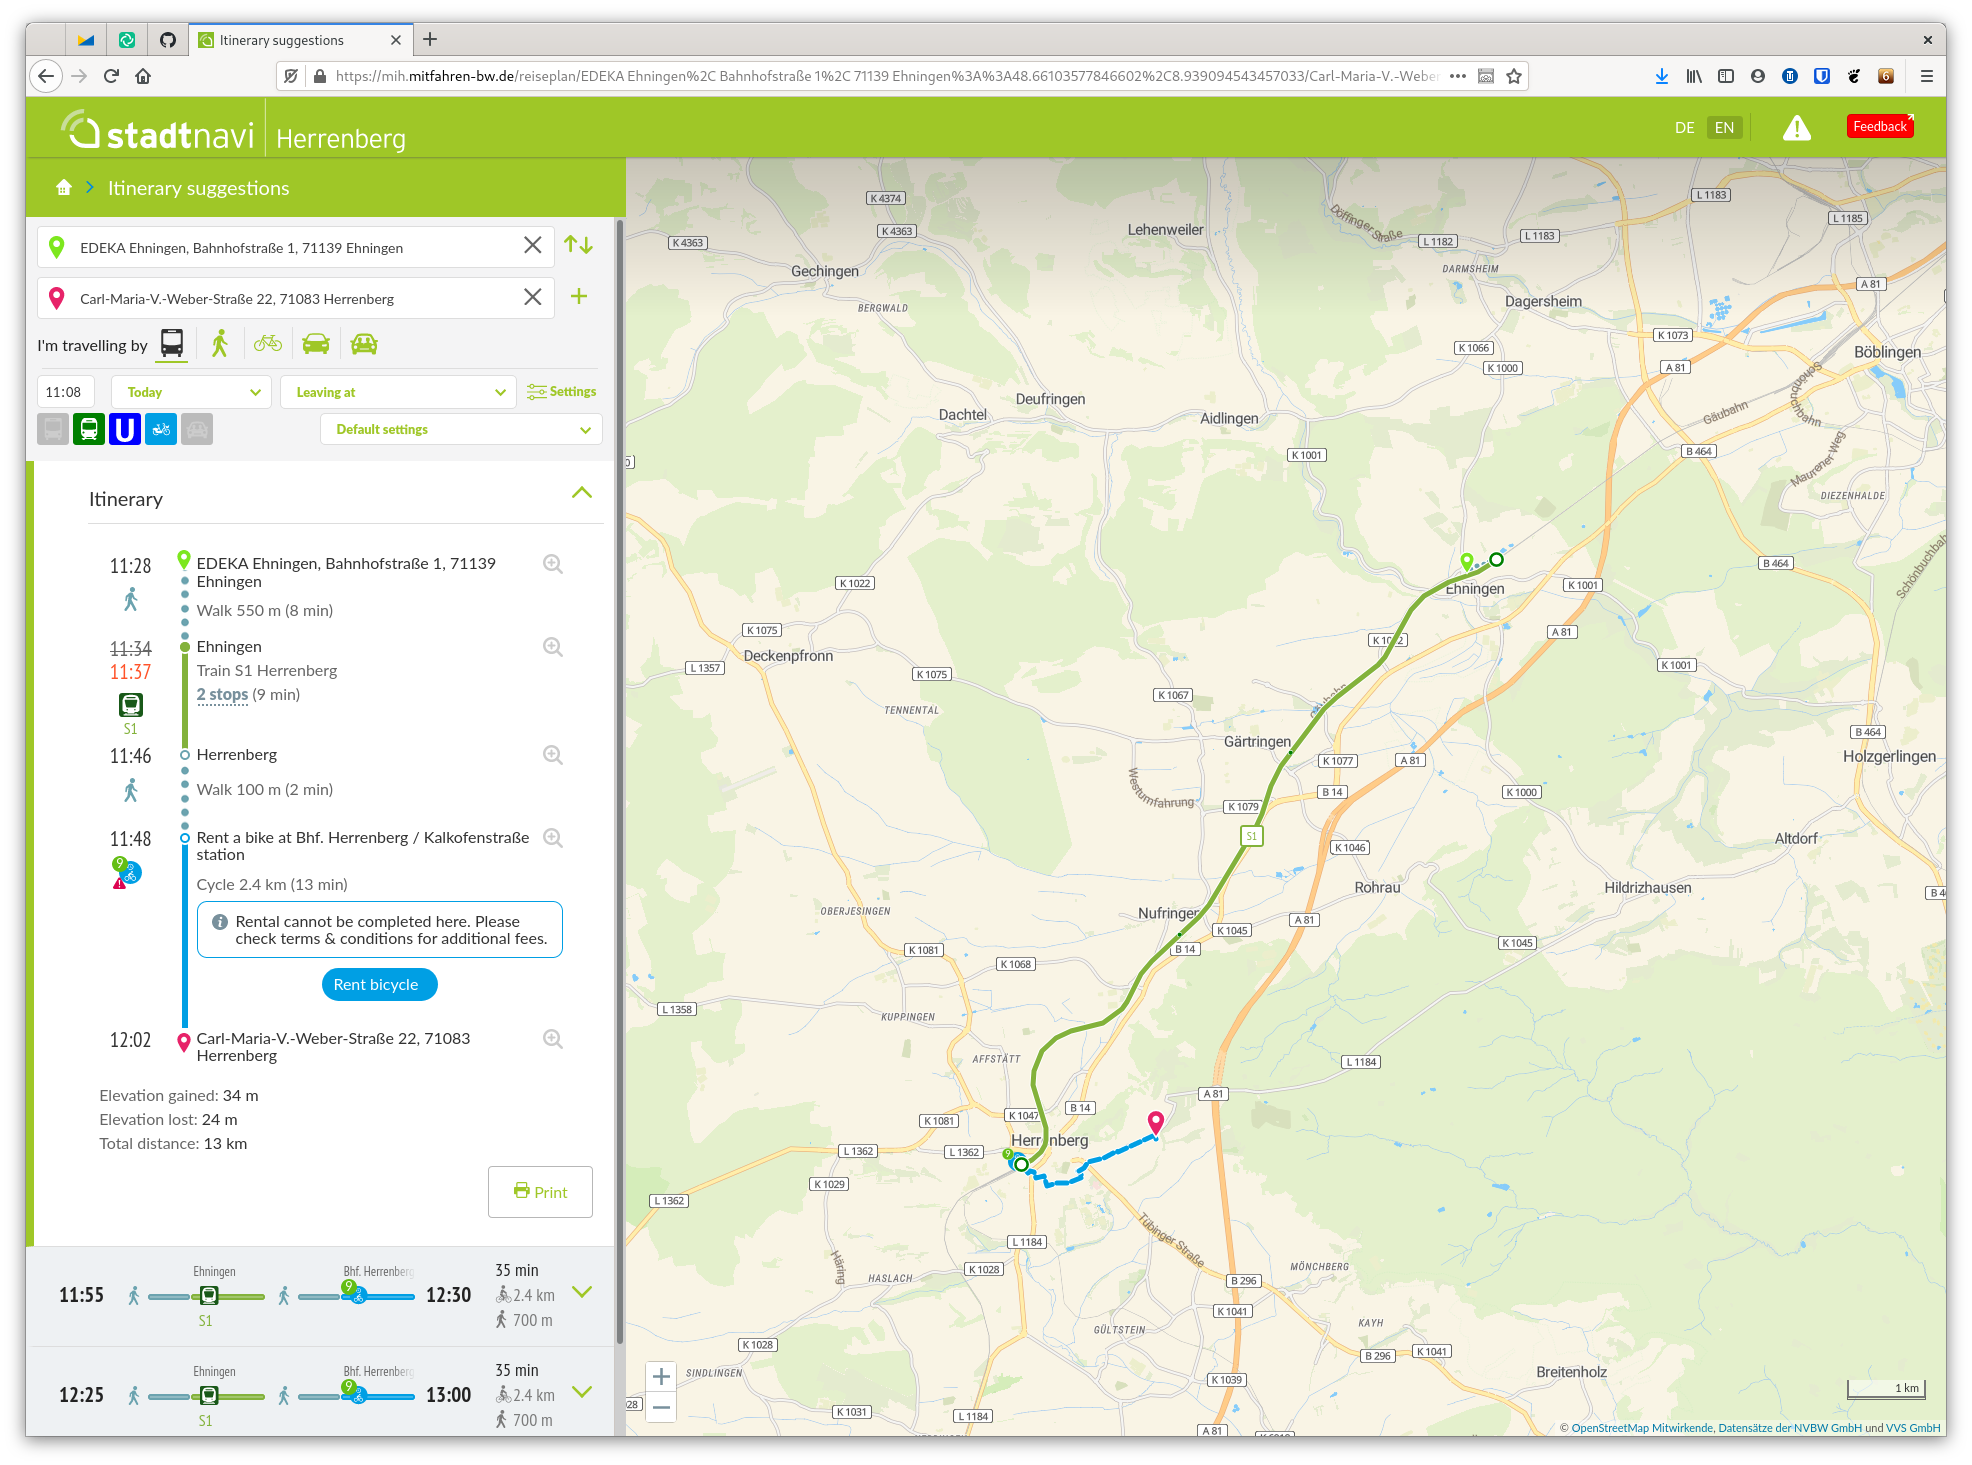 Itinerary suggestions
https://mih.mitfahren-bw.de/reiseplan/EDEKA Ehningen%2C Bahnhofstraße 1%2C 71139 Ehningen%3A%3A48.66103577846602%2C8.939094543457033/Carl-Maria-V.-Weber
6
stadtnavi Herrenberg
DE EN
Feedback
Itinerary suggestions
EDEKA Ehningen, Bahnhofstraße 1, 71139 Ehningen
Carl-Maria-V.-Weber-Straße 22, 71083 Herrenberg
I'm travelling by
11:08 Today Leaving at Settings
U
Default settings
Itinerary
11:28 EDEKA Ehningen, Bahnhofstraße 1, 71139
Ehningen
Walk 550 m (8 min)
11:34 Ehningen
11:37 Train S1 Herrenberg
2 stops (9 min)
S1
11:46 Herrenberg
Walk 100 m (2 min)
11:48 Rent a bike at Bhf. Herrenberg / Kalkofenstraße
station
9
Cycle 2.4 km (13 min)
Rental cannot be completed here. Please
check terms & conditions for additional fees.
Rent bicycle
12:02 Carl-Maria-V.-Weber-Straße 22, 71083
Herrenberg
Elevation gained: 34 m
Elevation lost: 24 m
Total distance: 13 km
Print
Ehningen Bhf. Herrenberg 35 min
11:55 9 12:30 2.4 km
S1 700 m
Ehningen Bhf. Herrenberg 35 min
12:25 9 13:00 2.4 km
S1 700 m
K 4374
L 1183
K 4363
K 4363
Lehenweiler
Döffinger Straße
L 1182
L 1183
L 1185
Gechingen
DARMSHEIM
A 81
BERGWALD
Dagersheim
K 1073
K 1066
Böblingen
K 1000
A 81
Schönbuchbahn
Deufringen
Dachtel
Aidlingen
Gäubahn
K 1001
B 464
Maurener Weg
DIEZENHALDE
B 464
Schönbuchbahn
K 1022
Ehningen
K 1001
K 1075
A 81
Deckenpfronn
L 1357
K 1075
K 1001
K 1067
TENNENTAL
Gärtringen
B 464
Holzgerlingen
K 1077
A 81
Westumfahrung
B 14
K 1000
K 1079
S1
Altdorf
K 1046
Rohrau
Hildrizhausen
OBERJESINGEN
Nufringen
A 81
K 1045
K 1045
K 1081
B 14
K 1068
L 1358
KUPPINGEN
AFFSTÄTT
L 1184
A 81
B 14
K 1047
K 1081
Herrenberg
L 1362
L 1362
9
K 1029
L 1362
Tübinger Straße
L 1184
Häring
K 1028
HASLACH
MÖNCHBERG
B 296
K 1041
KAYH
GÜLTSTEIN
K 1028
B 296
K 1041
SINDLINGEN
Breitenholz
K 1039
1 km
K 1031
L 1184
A 81
© OpenStreetMap Mitwirkende, Datensätze der NVBW GmbH und VVS GmbH